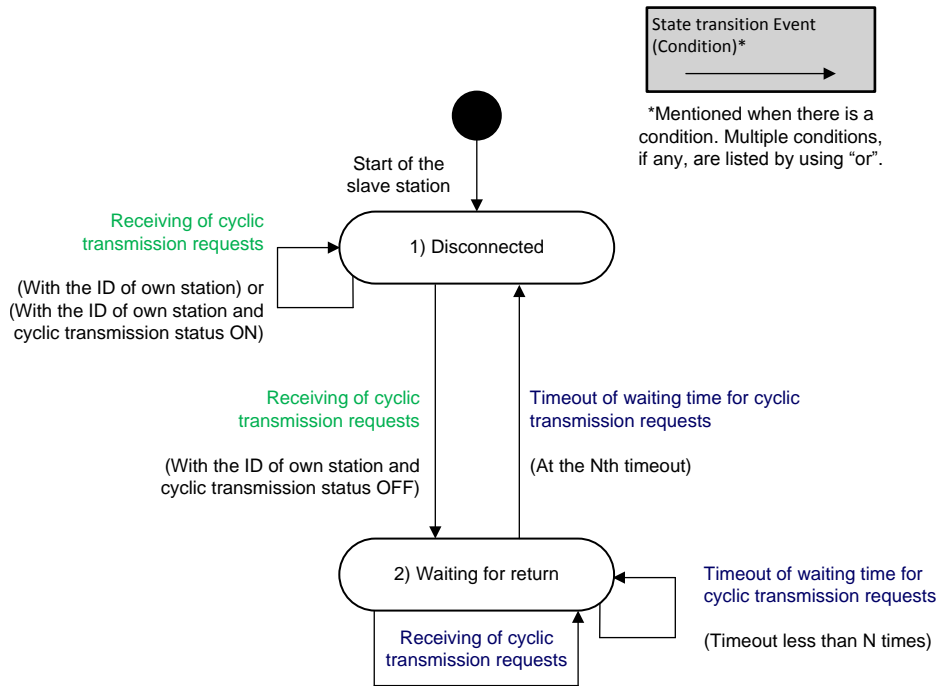 State transition Event
(Condition)*
*Mentioned when there is a
condition. Multiple conditions,
if any, are listed by using “or”.
Start of the
slave station
Receiving of cyclic
transmission requests
(With the ID of own station) or
(With the ID of own station and
cyclic transmission status ON)
1) Disconnected
Receiving of cyclic
transmission requests
(With the ID of own station and
cyclic transmission status OFF)
Timeout of waiting time for cyclic
transmission requests
(At the Nth timeout)
2) Waiting for return
Timeout of waiting time for
cyclic transmission requests
(Timeout less than N times)
Receiving of cyclic
transmission requests